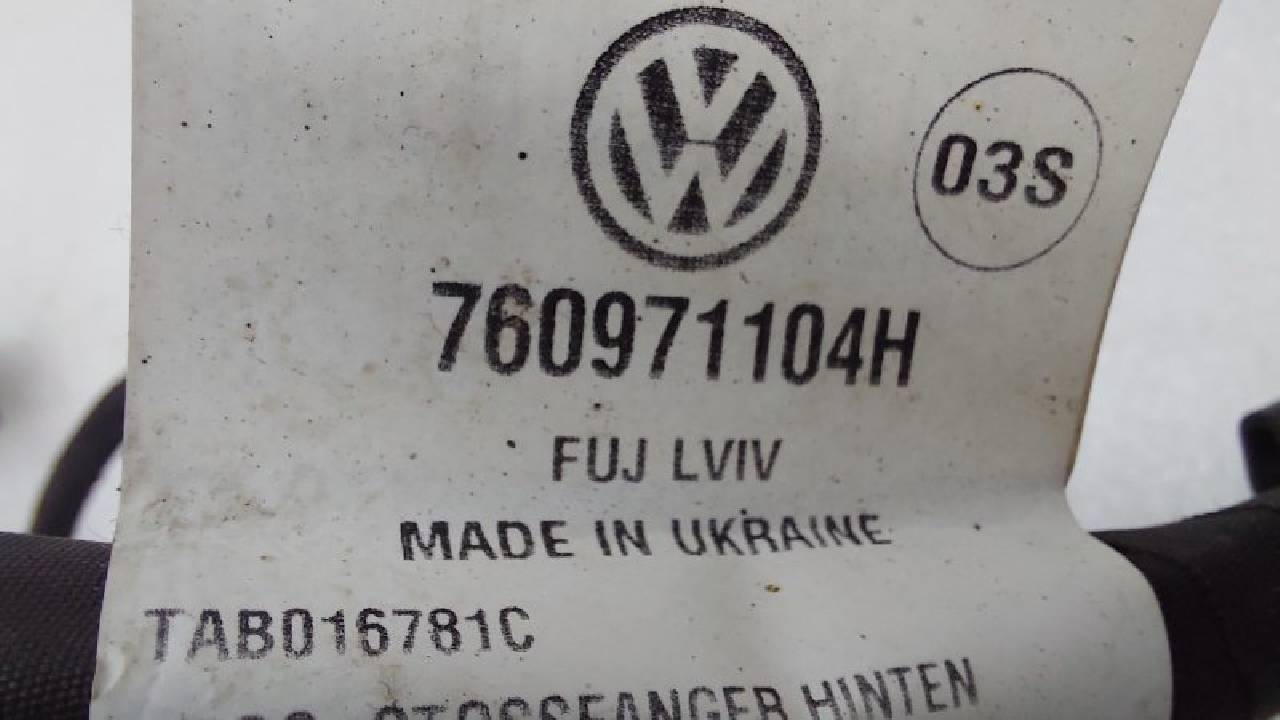 03S
760971104H
FUJ LVIV
MADE IN UKRAINE
TAB016781C
STOSSFANGER HINTEN